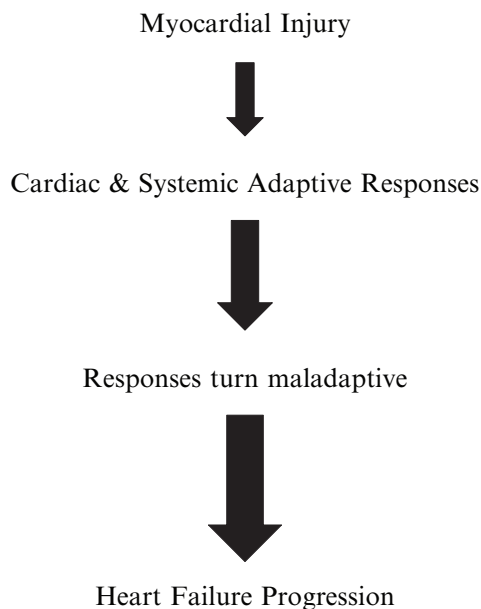 Myocardial Injury
Cardiac & Systemic Adaptive Responses
Responses turn maladaptive
Heart Failure Progression